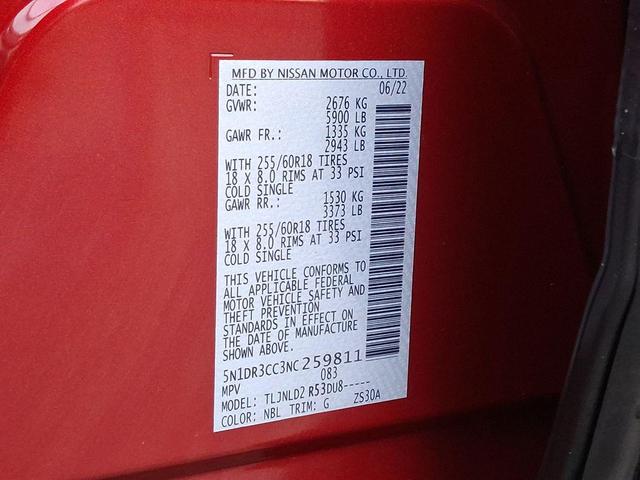 MFD BY NISSAN MOTOR CO., LTD.
DATE: 06/22
GVWR: 2676 KG
5900 LB
GAWR FR.: 1335 KG
2943 LB
WITH 255/60R18 TIRES
18 X 8.0 RIMS AT 33 PSI
COLD SINGLE
GAWR RR.: 1530 KG
3373 LB
WITH 255/60R18 TIRES
18 X 8.0 RIMS AT 33 PSI
COLD SINGLE
THIS VEHICLE CONFORMS TO
ALL APPLICABLE FEDERAL
MOTOR VEHICLE SAFETY AND
THEFT PREVENTION
STANDARDS IN EFFECT ON
THE DATE OF MANUFACTURE
SHOWN ABOVE.
5N1DR3CC3NC259811
MPV 083
MODEL: TLJNLD2 R53DU8-----
COLOR: NBL TRIM: G ZS30A